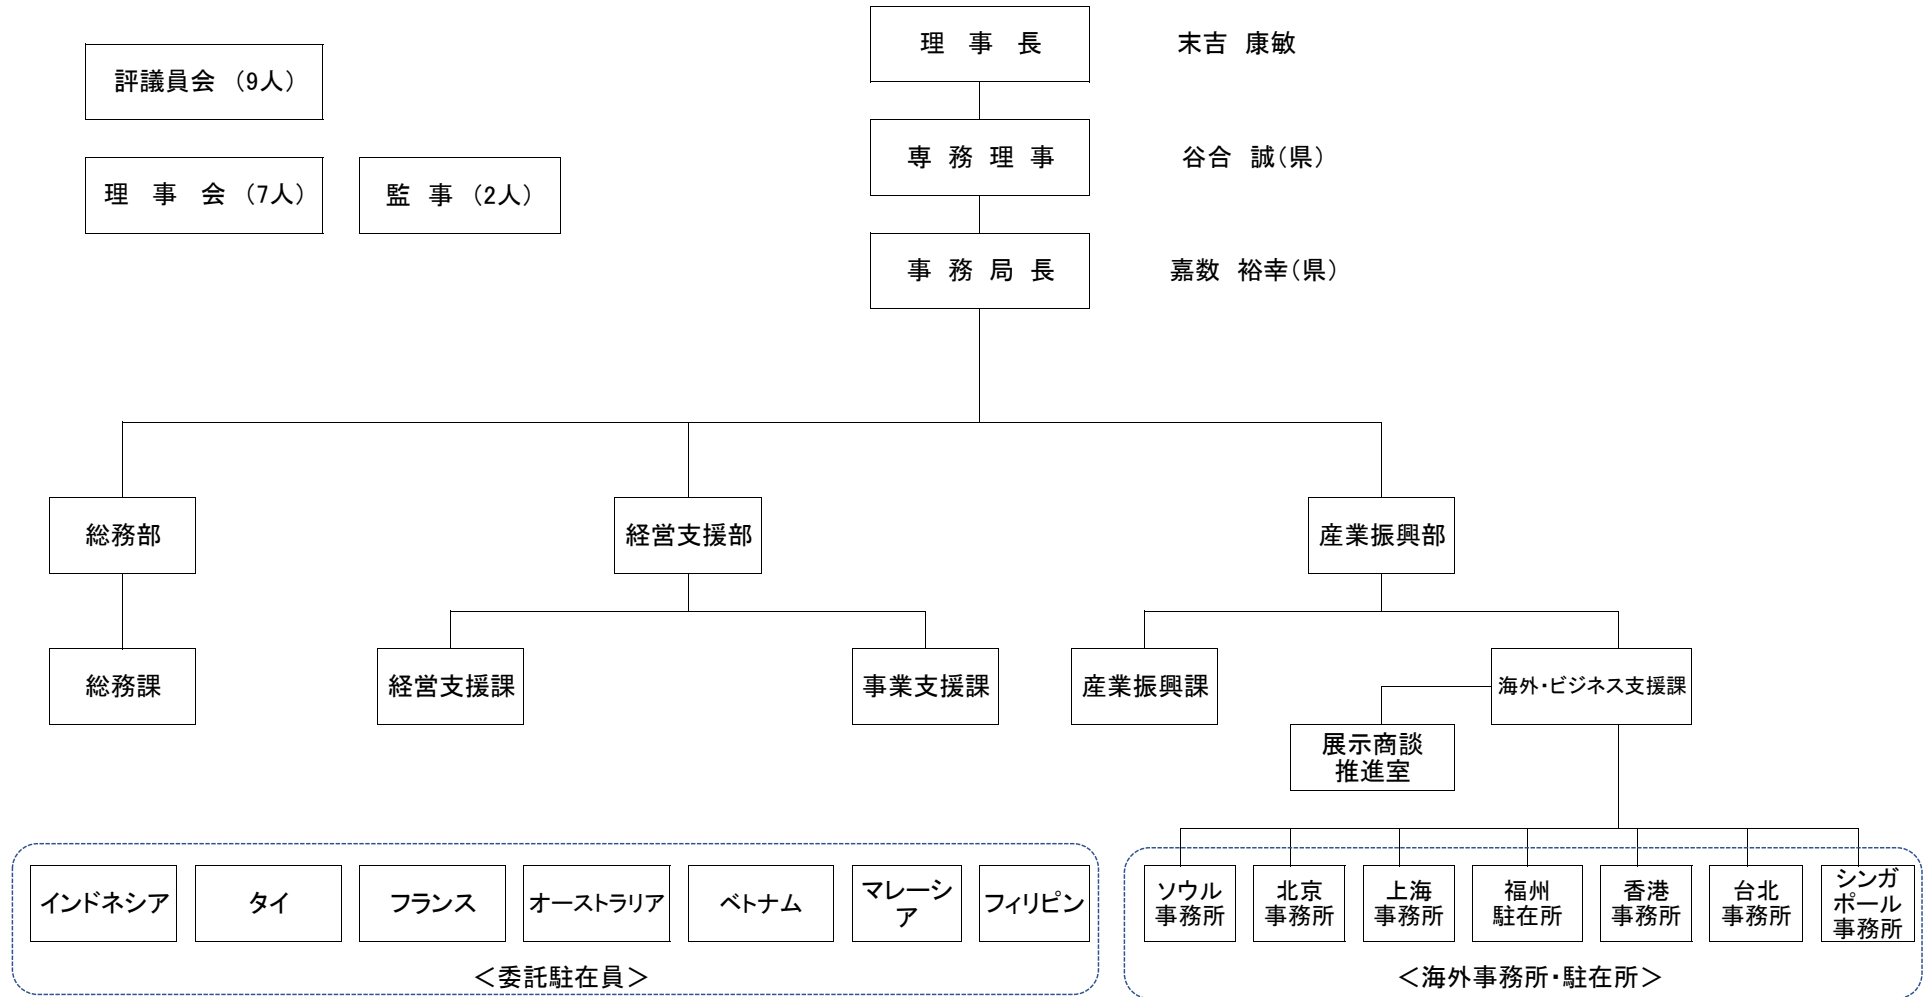 理 事 長
末吉 康敏
評議員会 （9人）
専 務 理 事
谷合 誠（県）
理 事 会 （7人）
監 事 （2人）
事 務 局 長
嘉数 裕幸（県）
総務部
経営支援部
産業振興部
総務課
経営支援課
事業支援課
産業振興課
海外・ビジネス支援課
展示商談
推進室
インドネシア
タイ
フランス
オーストラリア
ベトナム
マレーシ
ア
フィリピン
ソウル
事務所
北京
事務所
上海
事務所
福州
駐在所
香港
事務所
台北
事務所
シンガ
ポール
事務所
＜委託駐在員＞
＜海外事務所・駐在所＞